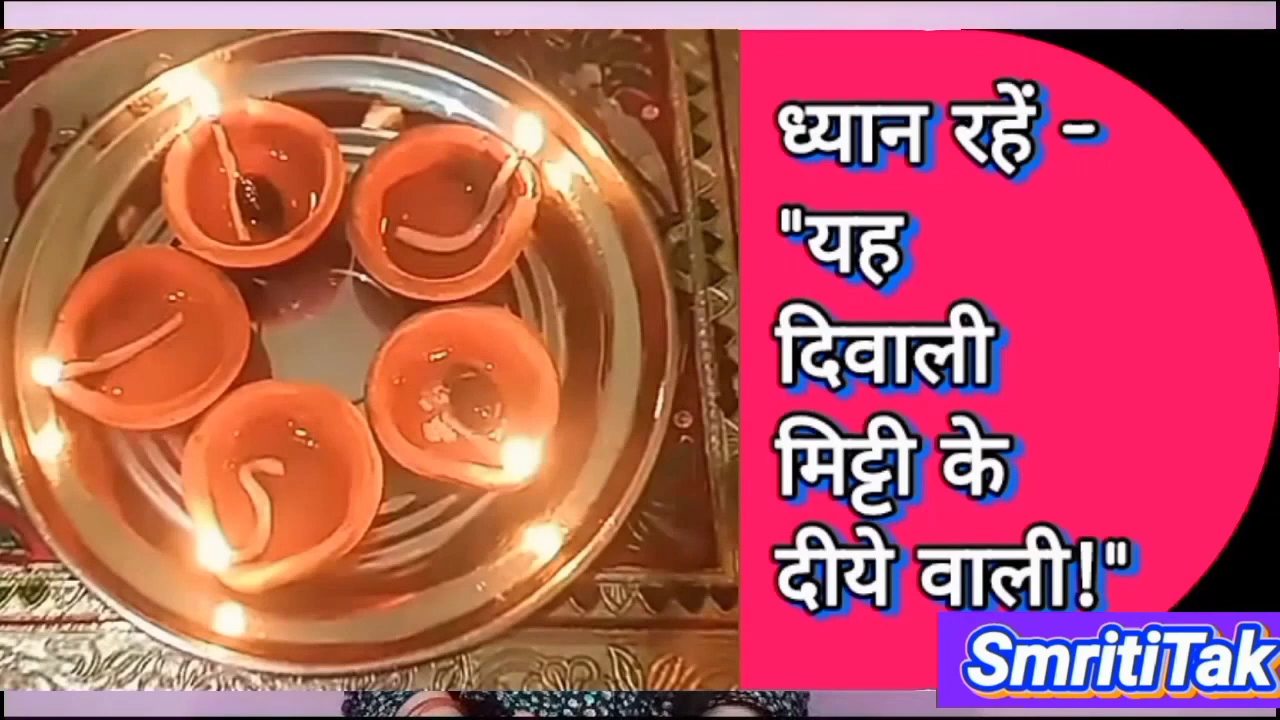 ध्यान रहें -
"यह
दिवाली
मिट्टी के
दीये वाली!"
SmritiTak